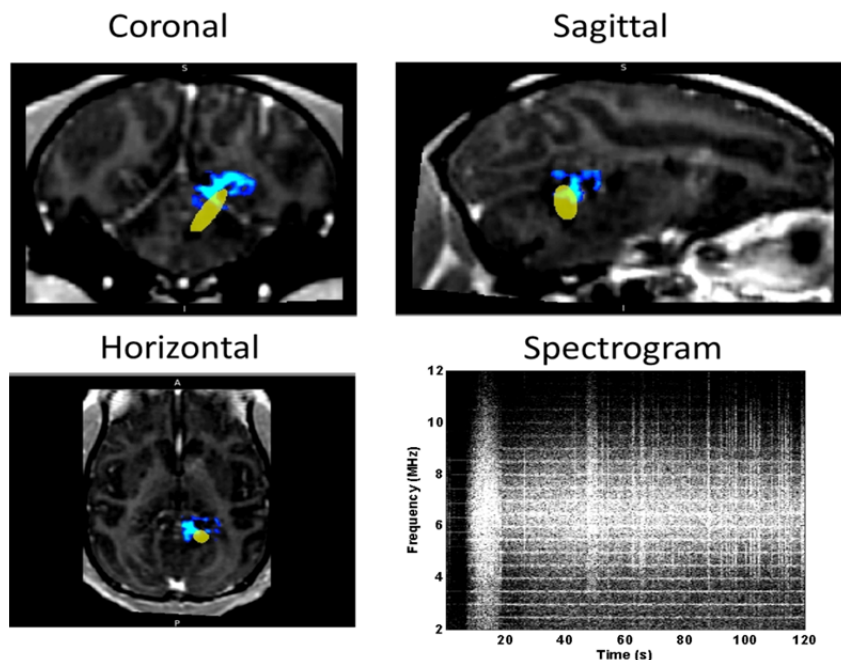 Coronal
Sagittal
S
S
I
I
Horizontal
Spectrogram
A
P
12
10
8
6
4
2
Frequency (MHz)
20 40 60 80 100 120
Time (s)